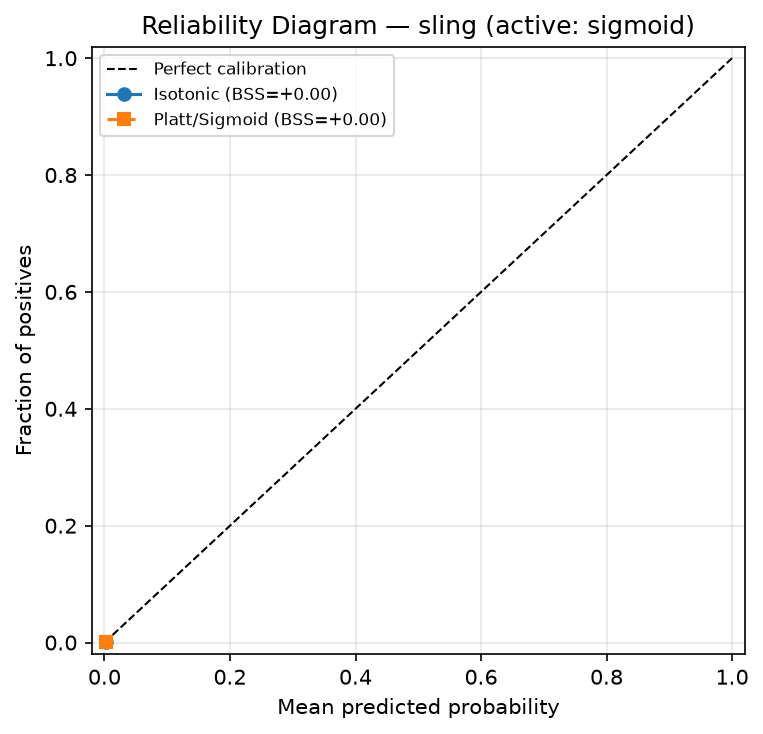 Reliability Diagram — sling (active: sigmoid)
Perfect calibration
Isotonic (BSS=+0.00)
Platt/Sigmoid (BSS=+0.00)
1.0
0.8
0.6
0.4
0.2
0.0
Fraction of positives
0.0 0.2 0.4 0.6 0.8 1.0
Mean predicted probability